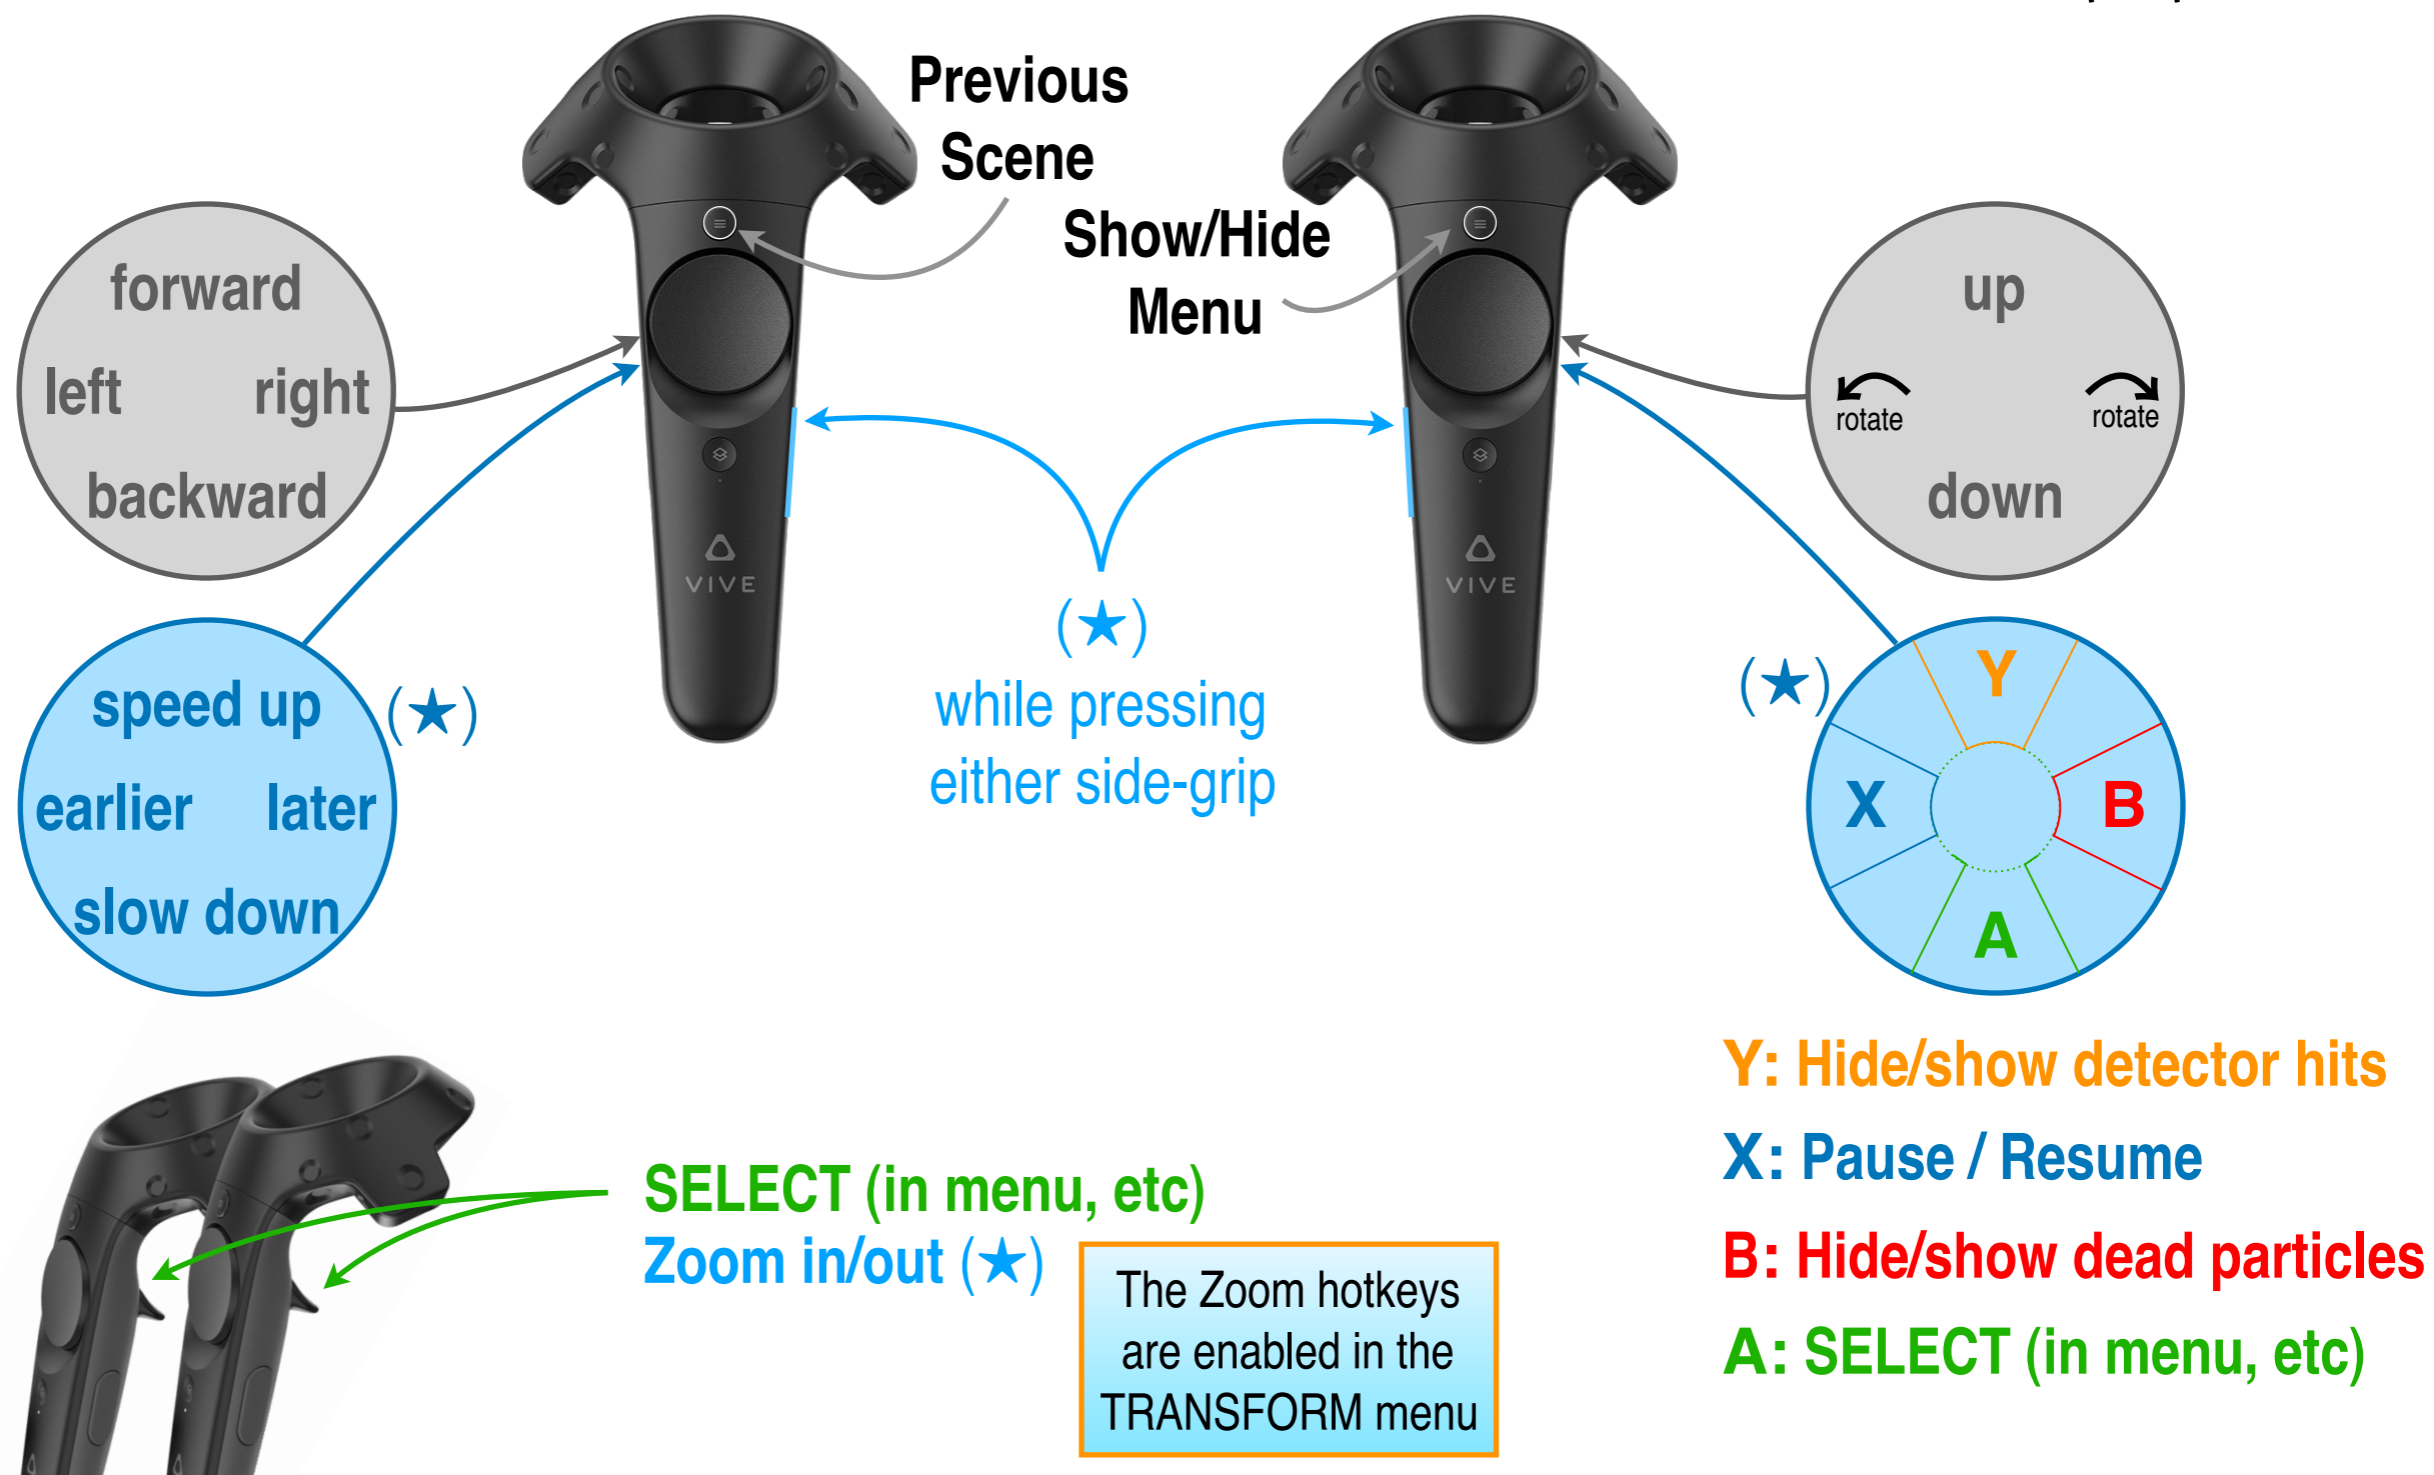 Previous
Scene
Show/Hide
Menu
forward
left right
backward
up
rotate rotate
down
VIVE
VIVE
(★)
while pressing
either side-grip
speed up
earlier later
slow down
(★)
(★)
Y
X B
A
Y: Hide/show detector hits
X: Pause / Resume
B: Hide/show dead particles
A: SELECT (in menu, etc)
SELECT (in menu, etc)
Zoom in/out (★)
The Zoom hotkeys
are enabled in the
TRANSFORM menu